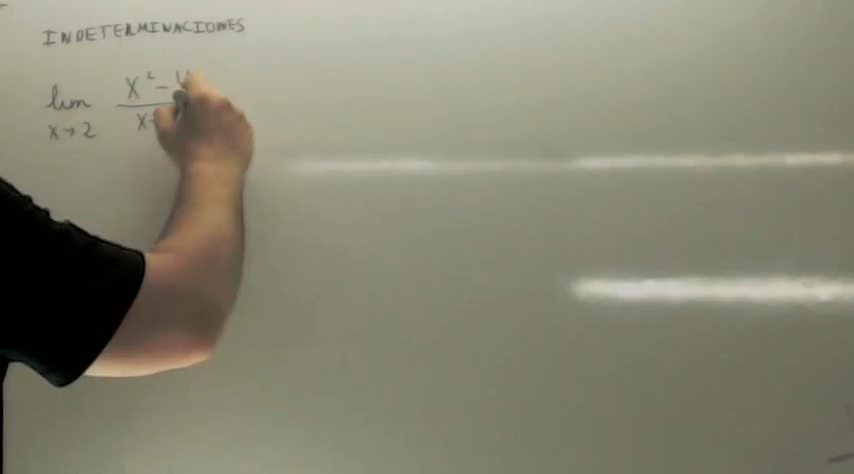 INDETERMINACIONES
lim x→2 x² - 4 / x